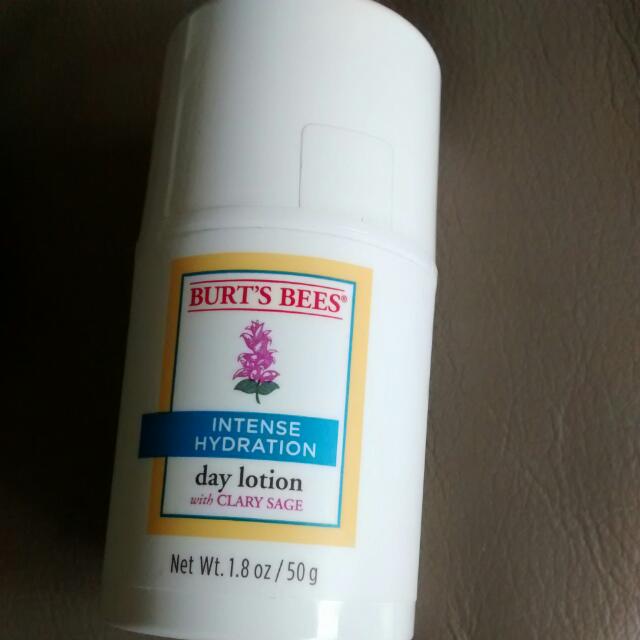 BURT'S BEES®
INTENSE
HYDRATION
day lotion
with CLARY SAGE
Net Wt. 1.8 oz / 50 g